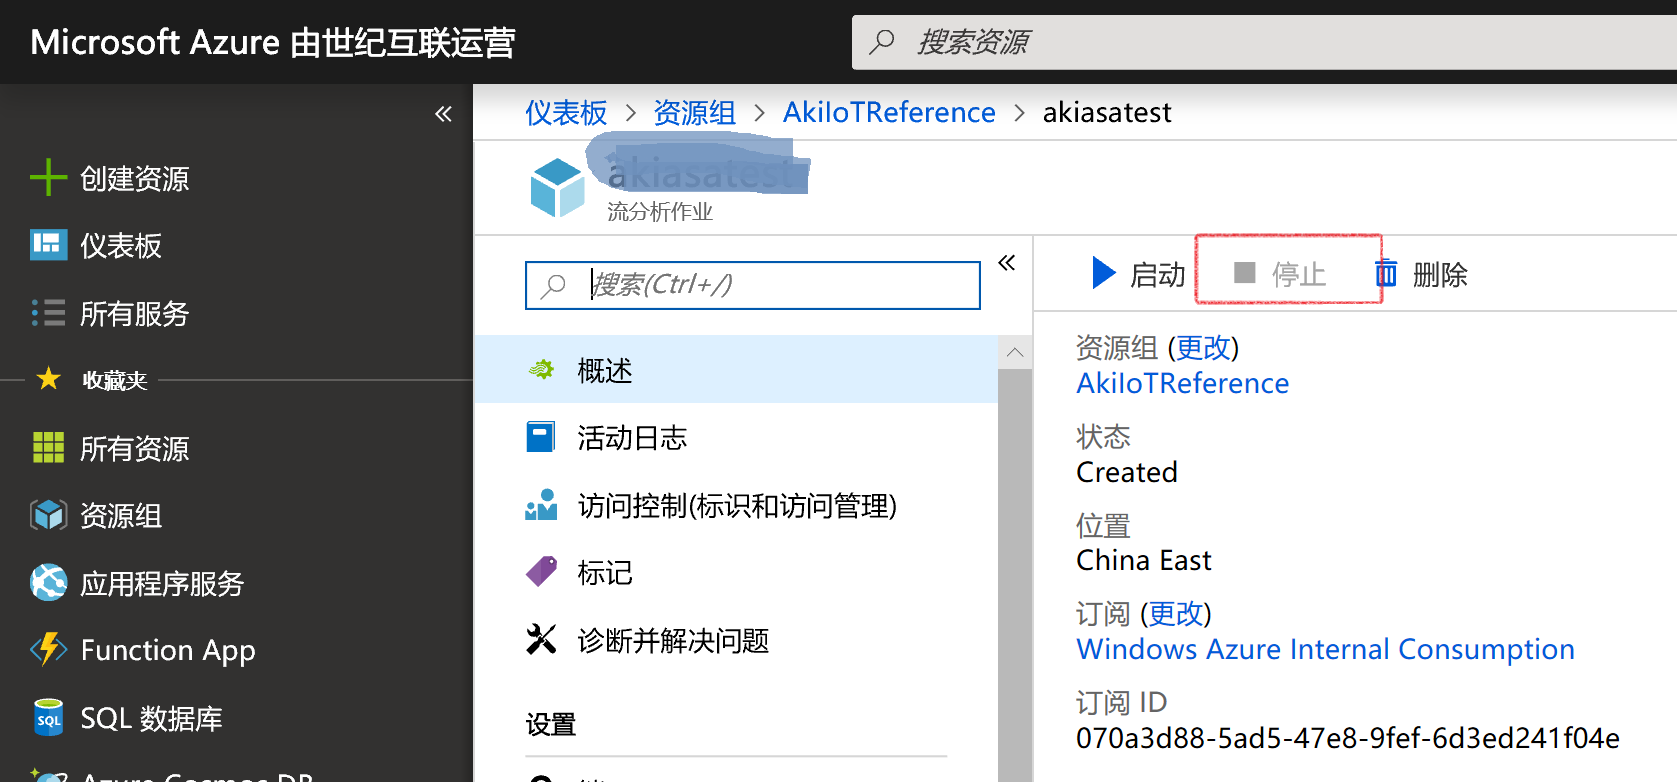 Microsoft Azure 由世纪互联运营
搜索资源
创建资源
仪表板
所有服务
收藏夹
所有资源
资源组
应用程序服务
Function App
SQL 数据库
Azure Cosmos DB
仪表板 > 资源组 > AkiIoTReference > akiasatest
akiasatest
流分析作业
搜索(Ctrl+/)
概述
活动日志
访问控制(标识和访问管理)
标记
诊断并解决问题
设置
启动 停止 删除
资源组 (更改)
AkiIoTReference
状态
Created
位置
China East
订阅 (更改)
Windows Azure Internal Consumption
订阅 ID
070a3d88-5ad5-47e8-9fef-6d3ed241f04e